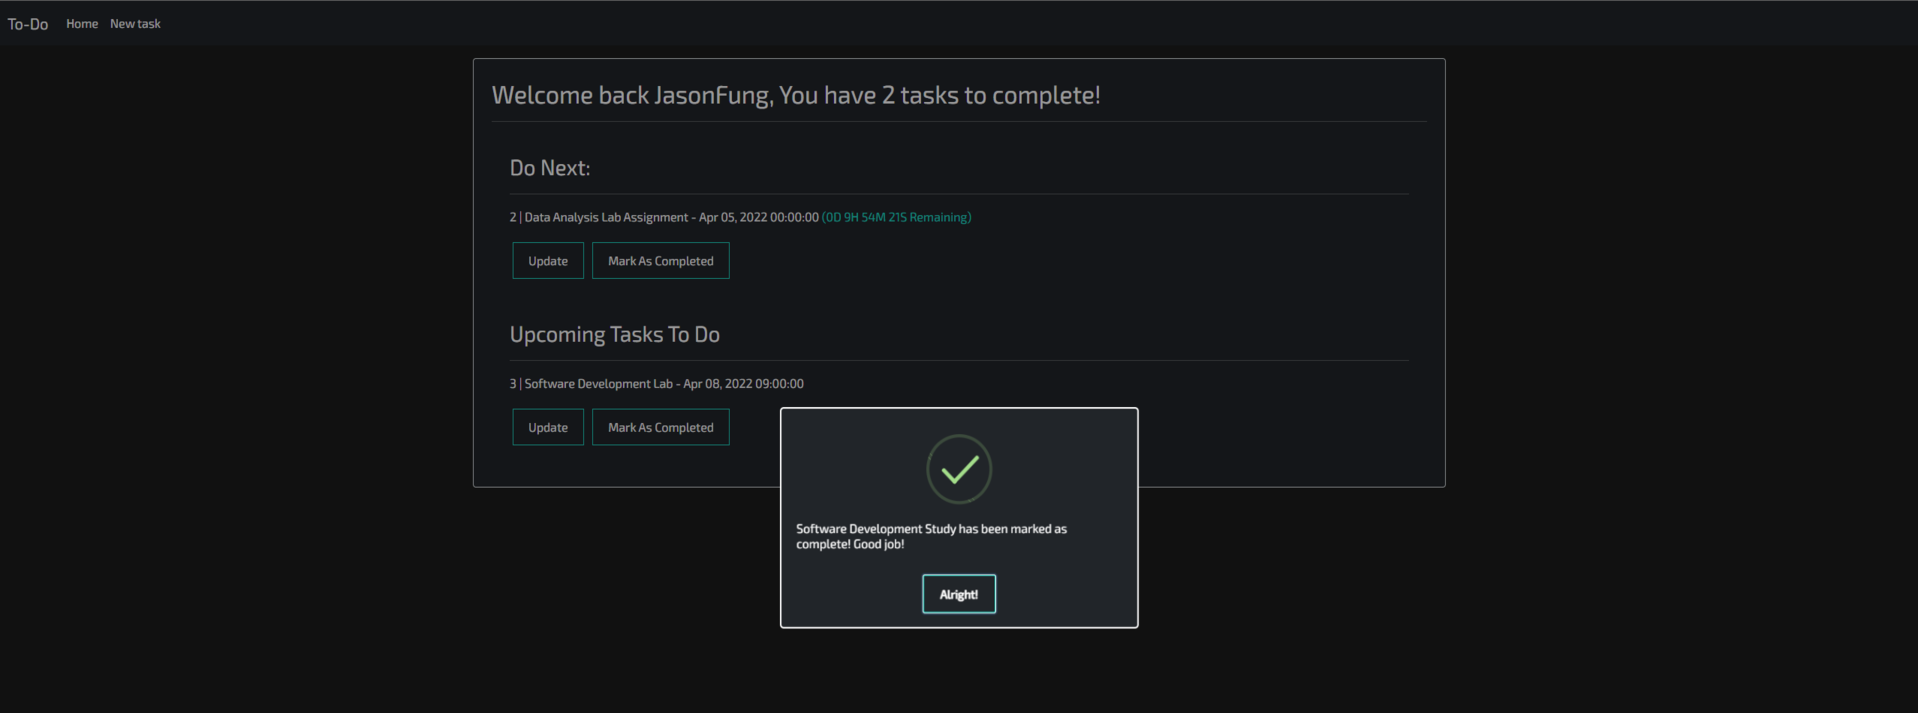 To-Do Home New task
Welcome back JasonFung, You have 2 tasks to complete!
Do Next:
2 | Data Analysis Lab Assignment - Apr 05, 2022 00:00:00 (0D 9H 54M 21S Remaining)
Update Mark As Completed
Upcoming Tasks To Do
3 | Software Development Lab - Apr 08, 2022 09:00:00
Update Mark As Completed
Software Development Study has been marked as
complete! Good job!
Alright!